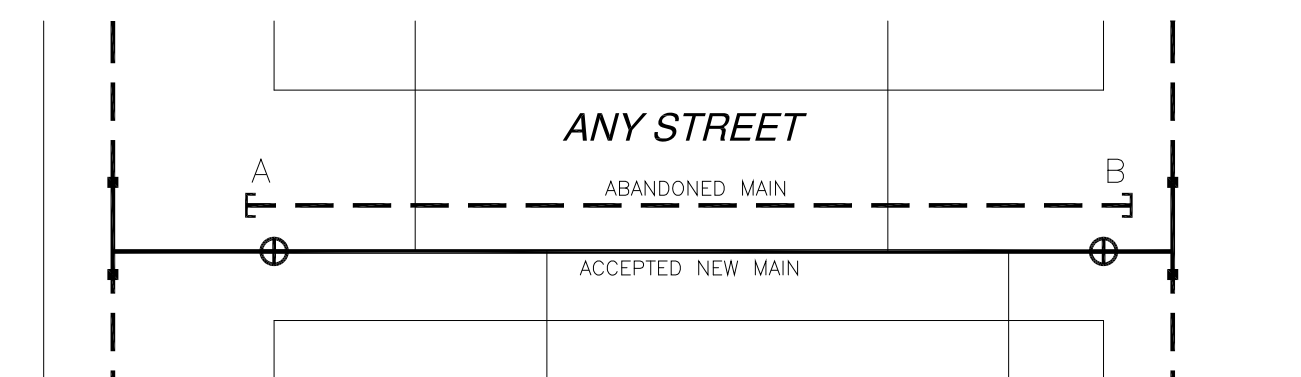 ANY STREET
A
B
ABANDONED MAIN
ACCEPTED NEW MAIN